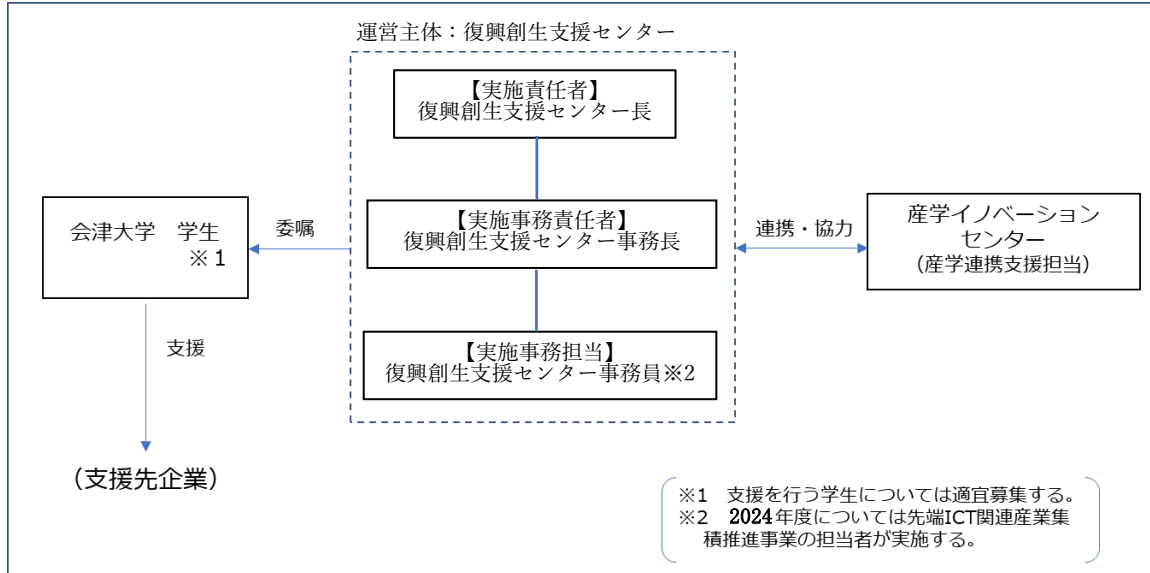 運営主体：復興創生支援センター
【実施責任者】
復興創生支援センター長
会津大学　学生
※１
委嘱
【実施事務責任者】
復興創生支援センター事務長
連携・協力
産学イノベーション
センター
（産学連携支援担当）
支援
【実施事務担当】
復興創生支援センター事務員※2
（支援先企業）
※1　支援を行う学生については適宜募集する。
※2　2024年度については先端ICT関連産業集
積推進事業の担当者が実施する。